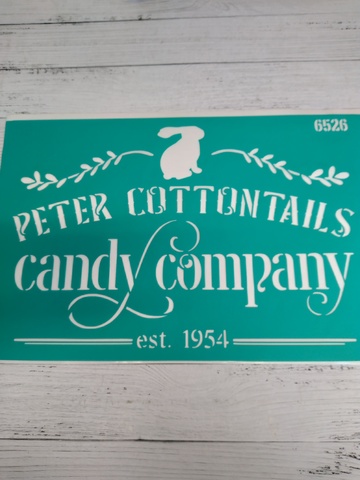 6526
PETER COTTONTAILS
candy company
est. 1954